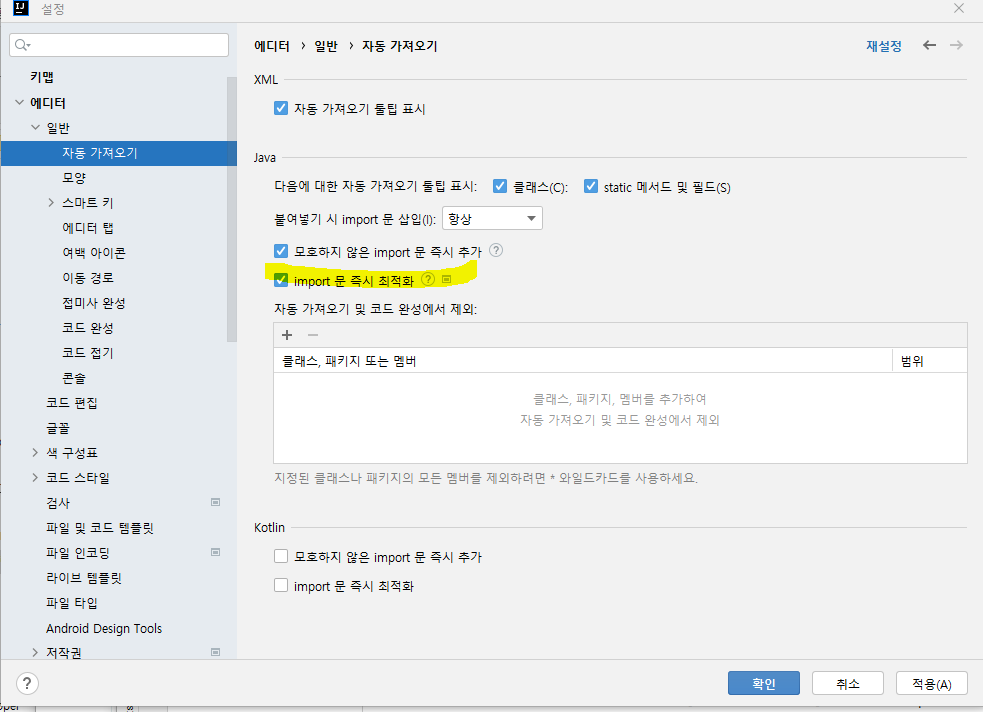 IJ 설정
에디터 › 일반 › 자동 가져오기 재설정
키맵
에디터
일반
자동 가져오기
모양
스마트 키
에디터 탭
여백 아이콘
이동 경로
접미사 완성
코드 완성
코드 접기
콘솔
코드 편집
글꼴
색 구성표
코드 스타일
검사
파일 및 코드 템플릿
파일 인코딩
라이브 템플릿
파일 타입
Android Design Tools
저작권
XML
자동 가져오기 툴팁 표시
Java
다음에 대한 자동 가져오기 툴팁 표시: 클래스(C): static 메서드 및 필드(S)
붙여넣기 시 import 문 삽입(I): 항상
모호하지 않은 import 문 즉시 추가 ?
import 문 즉시 최적화 ?
자동 가져오기 및 코드 완성에서 제외:
클래스, 패키지 또는 멤버 범위
클래스, 패키지, 멤버를 추가하여
자동 가져오기 및 코드 완성에서 제외
지정된 클래스나 패키지의 모든 멤버를 제외하려면 * 와일드카드를 사용하세요.
Kotlin
모호하지 않은 import 문 즉시 추가
import 문 즉시 최적화
? 확인 취소 적용(A)